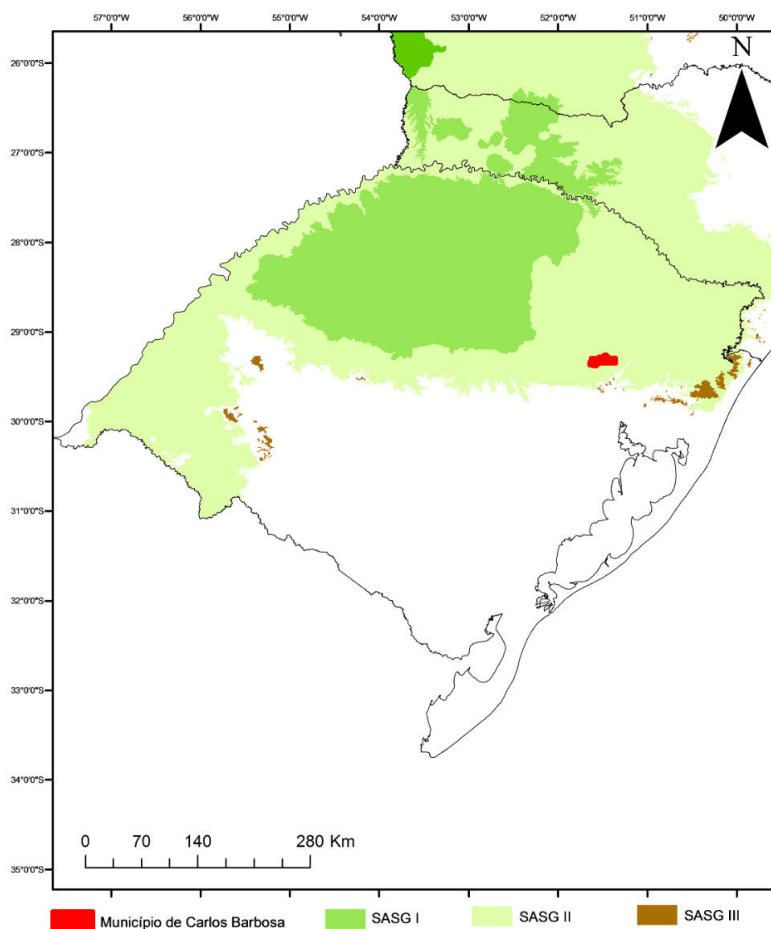 57°0'0"O 56°0'0"O 55°0'0"O 54°0'0"O 53°0'0"O 52°0'0"O 51°0'0"O 50°0'0"O
N
26°0'0"S
27°0'0"S
28°0'0"S
29°0'0"S
30°0'0"S
31°0'0"S
32°0'0"S
33°0'0"S
34°0'0"S
35°0'0"S
0 70 140 280 Km
Município de Carlos Barbosa SASG I SASG II SASG III